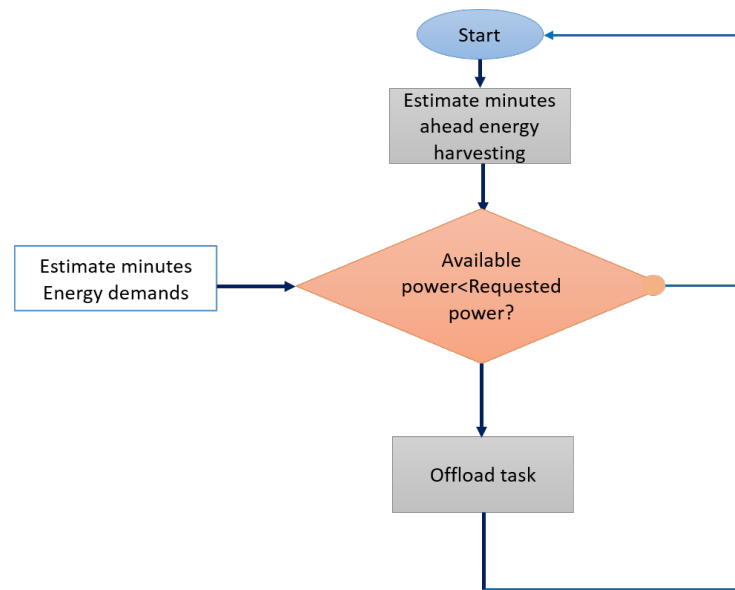 Start
Estimate minutes
ahead energy
harvesting
Estimate minutes
Energy demands
Available
power<Requested
power?
Offload task